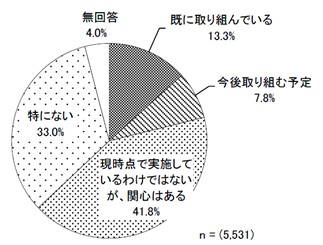 無回答
4.0%
既に取り組んでいる
13.3%
今後取り組む予定
7.8%
特にない
33.0%
現時点で実施して
いるわけではない
が、関心はある
41.8%
n = (5,531)